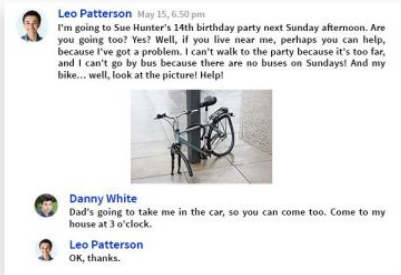 Leo Patterson May 15, 6.50 pm
I'm going to Sue Hunter's 14th birthday party next Sunday afternoon. Are
you going too? Yes? Well, if you live near me, perhaps you can help,
because I've got a problem. I can't walk to the party because it's too far,
and I can't go by bus because there are no buses on Sundays! And my
bike... well, look at the picture! Help!
Danny White
Dad's going to take me in the car, so you can come too. Come to my
house at 3 o'clock.
Leo Patterson
OK, thanks.